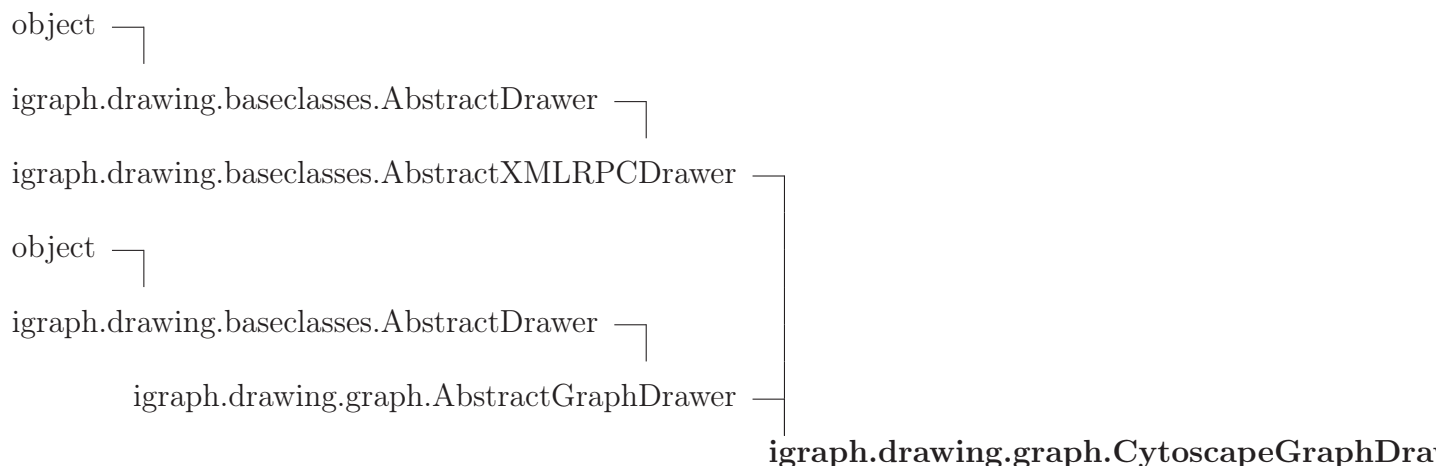 object
igraph.drawing.baseclasses.AbstractDrawer
igraph.drawing.baseclasses.AbstractXMLRPCDrawer
object
igraph.drawing.baseclasses.AbstractDrawer
igraph.drawing.graph.AbstractGraphDrawer
igraph.drawing.graph.CytoscapeGraphDra